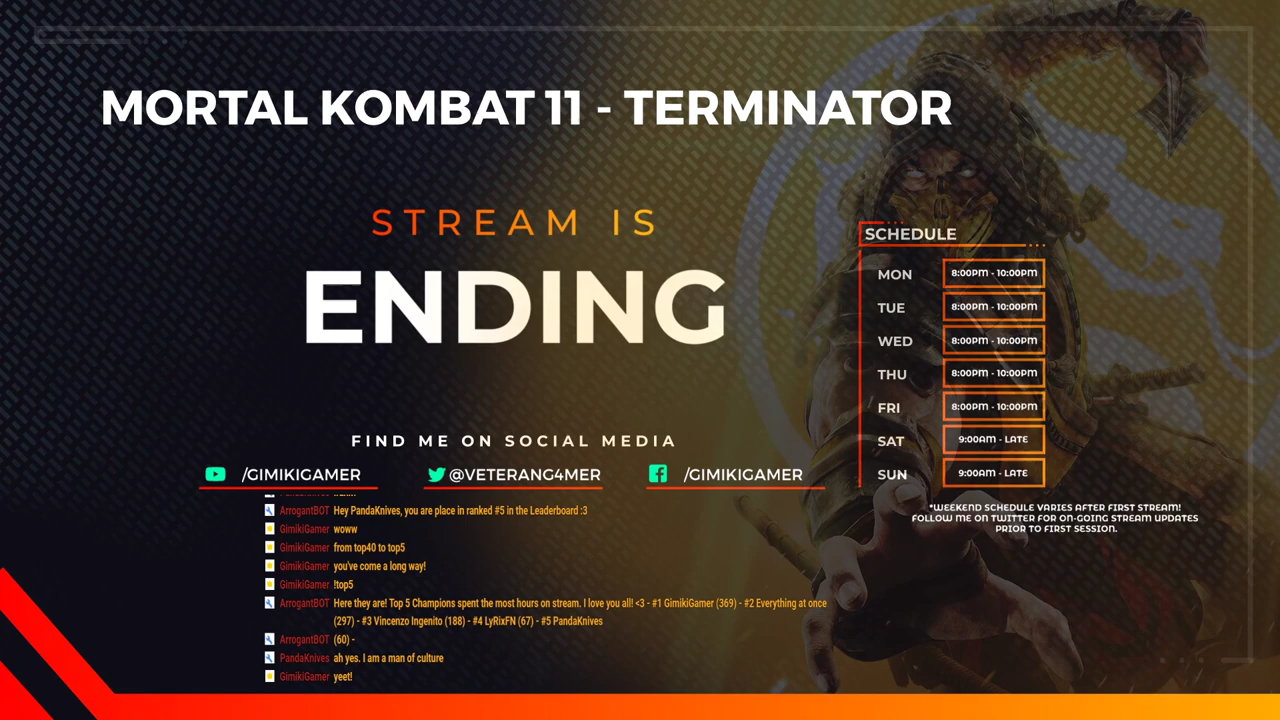 MORTAL KOMBAT 11 - TERMINATOR
STREAM IS
ENDING
SCHEDULE
MON 8:00PM - 10:00PM
TUE 8:00PM - 10:00PM
WED 8:00PM - 10:00PM
THU 8:00PM - 10:00PM
FRI 8:00PM - 10:00PM
SAT 9:00AM - LATE
SUN 9:00AM - LATE
*WEEKEND SCHEDULE VARIES AFTER FIRST STREAM!
FOLLOW ME ON TWITTER FOR ON-GOING STREAM UPDATES
PRIOR TO FIRST SESSION.
FIND ME ON SOCIAL MEDIA
/GIMIKIGAMER @VETERANG4MER /GIMIKIGAMER
ArrogantBOT Hey PandaKnives, you are place in ranked #5 in the Leaderboard :3
GimikiGamer woww
GimikiGamer from top40 to top5
GimikiGamer you've come a long way!
GimikiGamer !top5
ArrogantBOT Here they are! Top 5 Champions spent the most hours on stream. I love you all! <3 - #1 GimikiGamer (369) - #2 Everything at once
(297) - #3 Vincenzo Ingenito (188) - #4 LyRixFN (67) - #5 PandaKnives
ArrogantBOT (60) -
PandaKnives ah yes. I am a man of culture
GimikiGamer yeet!